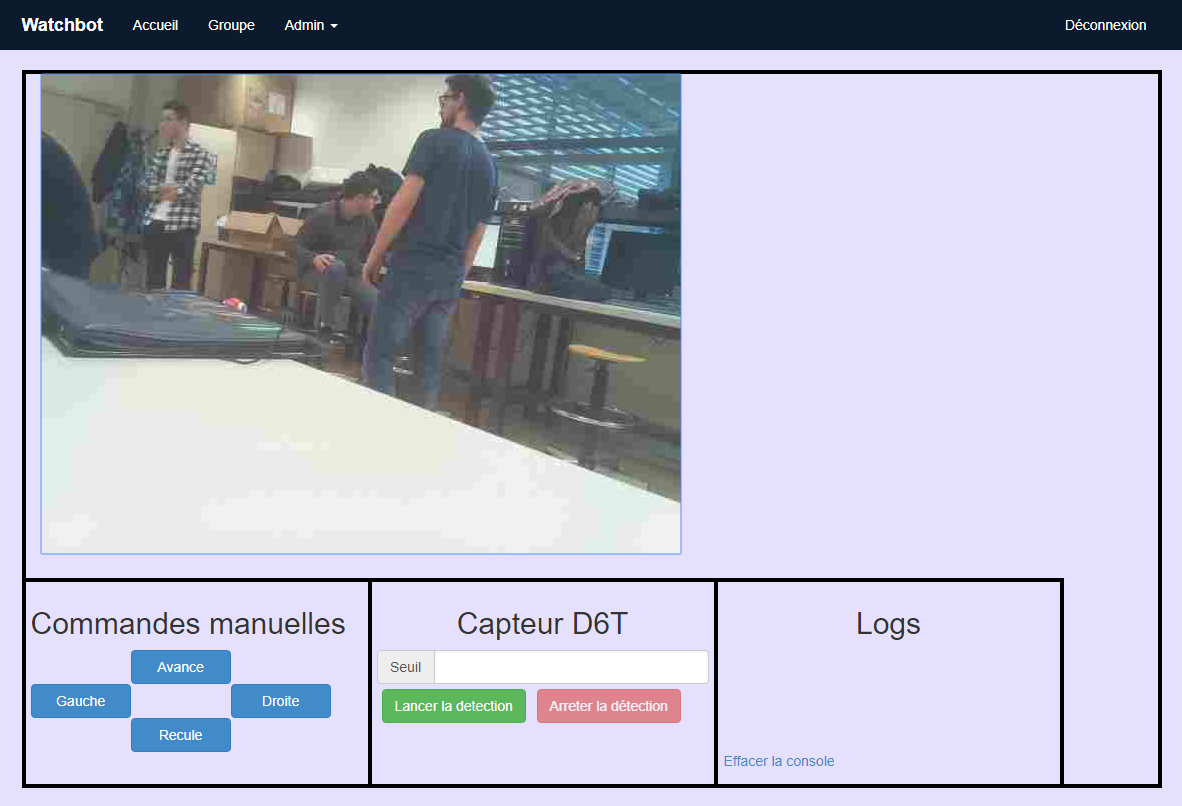 Watchbot Accueil Groupe Admin Déconnexion
Commandes manuelles
Avance
Gauche Droite
Recule
Capteur D6T
Seuil
Lancer la detection Arreter la détection
Logs
Effacer la console